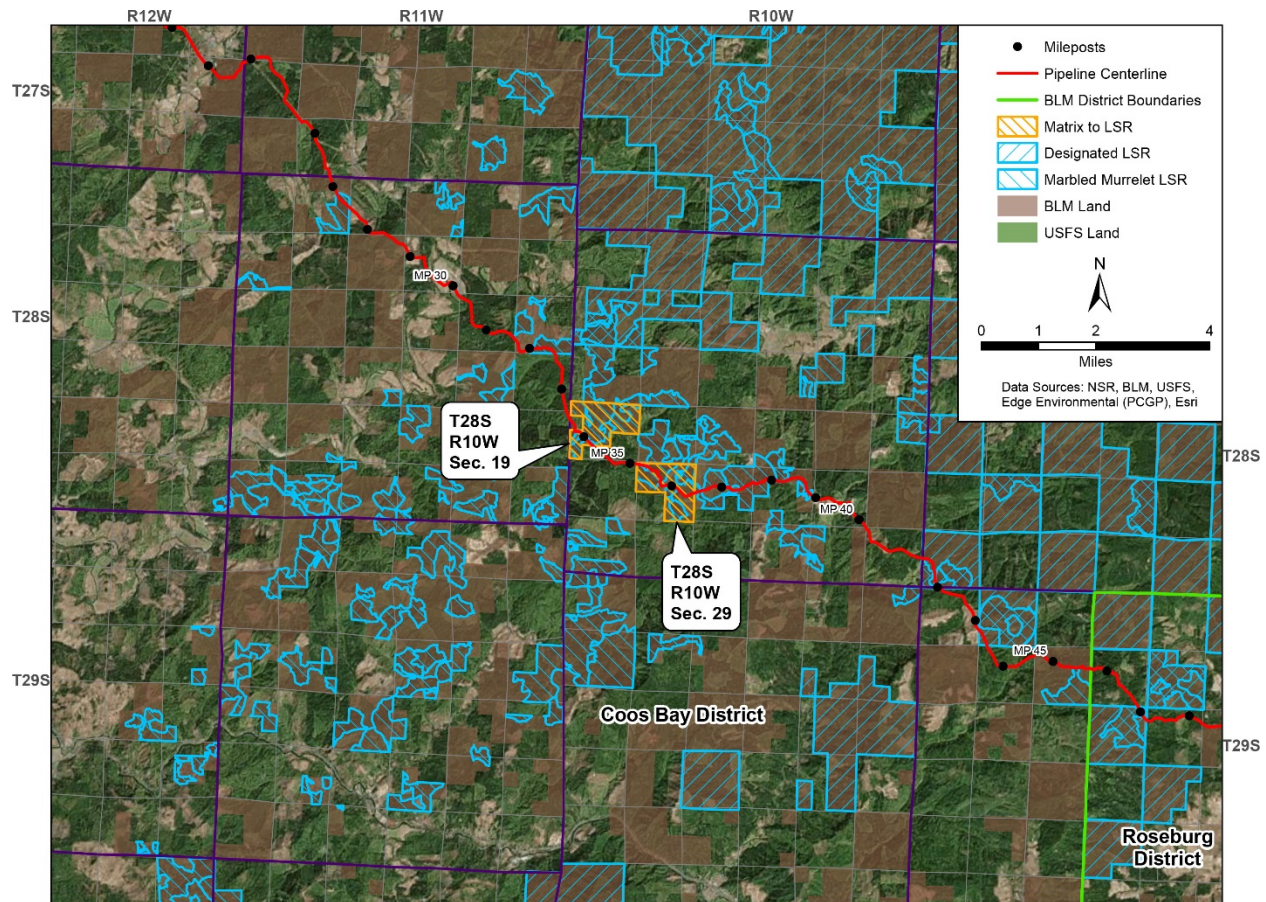 R12W
R11W
R10W
T27S
T28S
T29S
T28S
T29S
Mileposts
Pipeline Centerline
BLM District Boundaries
Matrix to LSR
Designated LSR
Marbled Murrelet LSR
BLM Land
USFS Land
N
0 1 2 4
Miles
Data Sources: NSR, BLM, USFS,
Edge Environmental (PCGP), Esri
MP 30
T28S
R10W
Sec. 19
MP 35
MP 40
T28S
R10W
Sec. 29
MP 45
Coos Bay District
Roseburg
District